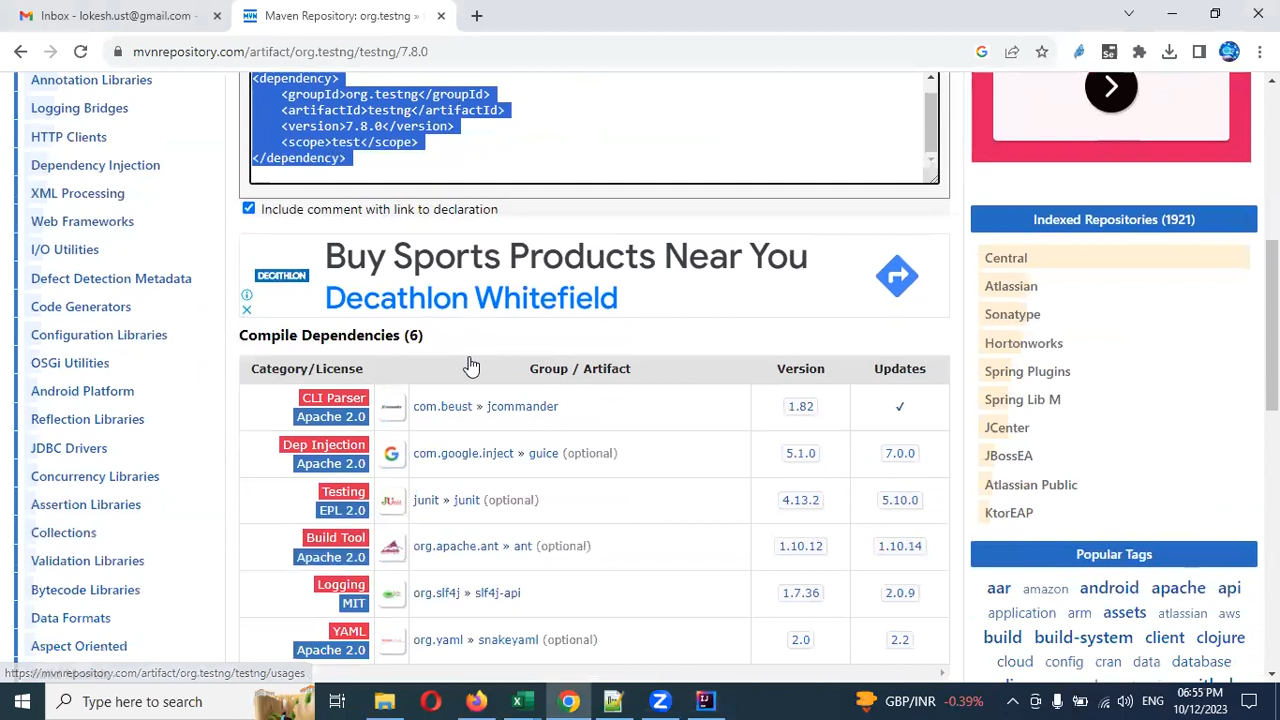 Inbox - lokesh.ust@gmail.com -
Maven Repository: org.testng »
mvnrepository.com/artifact/org.testng/testng/7.8.0
Annotation Libraries
Logging Bridges
HTTP Clients
Dependency Injection
XML Processing
Web Frameworks
I/O Utilities
Defect Detection Metadata
Code Generators
Configuration Libraries
OSGi Utilities
Android Platform
Reflection Libraries
JDBC Drivers
Concurrency Libraries
Assertion Libraries
Collections
Validation Libraries
Bytecode Libraries
Data Formats
Aspect Oriented
https://mvnrepository.com/artifact/org.testng/testng/usages
<dependency>
<groupId>org.testng</groupId>
<artifactId>testng</artifactId>
<version>7.8.0</version>
<scope>test</scope>
</dependency>
Include comment with link to declaration
DECATHLON
Buy Sports Products Near You
Decathlon Whitefield
Compile Dependencies (6)
Category/License Group / Artifact Version Updates
CLI Parser
Apache 2.0
com.beust » jcommander 1.82 ✓
Dep Injection
Apache 2.0
com.google.inject » guice (optional) 5.1.0 7.0.0
Testing
EPL 2.0
junit » junit (optional) 4.13.2 5.10.0
Build Tool
Apache 2.0
org.apache.ant » ant (optional) 1.10.12 1.10.14
Logging
MIT
org.slf4j » slf4j-api 1.7.36 2.0.9
YAML
Apache 2.0
org.yaml » snakeyaml (optional) 2.0 2.2
Indexed Repositories (1921)
Central
Atlassian
Sonatype
Hortonworks
Spring Plugins
Spring Lib M
JCenter
JBossEA
Atlassian Public
KtorEAP
Popular Tags
aar amazon android apache api
application arm assets atlassian aws
build build-system client clojure
cloud config cran data database
Type here to search
GBP/INR -0.39%
ENG
06:55 PM
10/12/2023